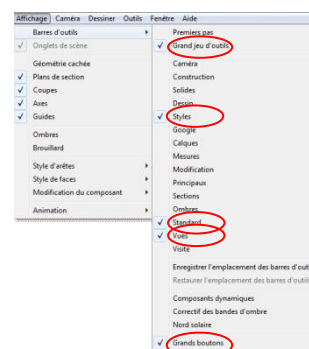 Affichage Caméra Dessiner Outils Fenêtre Aide
Barres d'outils
Onglets de scène
Géométrie cachée
Plans de section
Coupes
Axes
Guides
Ombres
Brouillard
Style d'arêtes
Style de faces
Modification du composant
Animation
Premiers pas
Grand jeu d'outils
Caméra
Construction
Solides
Dessin
Styles
Google
Calques
Mesures
Modification
Principaux
Sections
Ombres
Standard
Vues
Visite
Enregistrer l'emplacement des barres d'outi
Restaurer l'emplacement des barres d'outils
Composants dynamiques
Correctif des bandes d'ombre
Nord solaire
Grands boutons